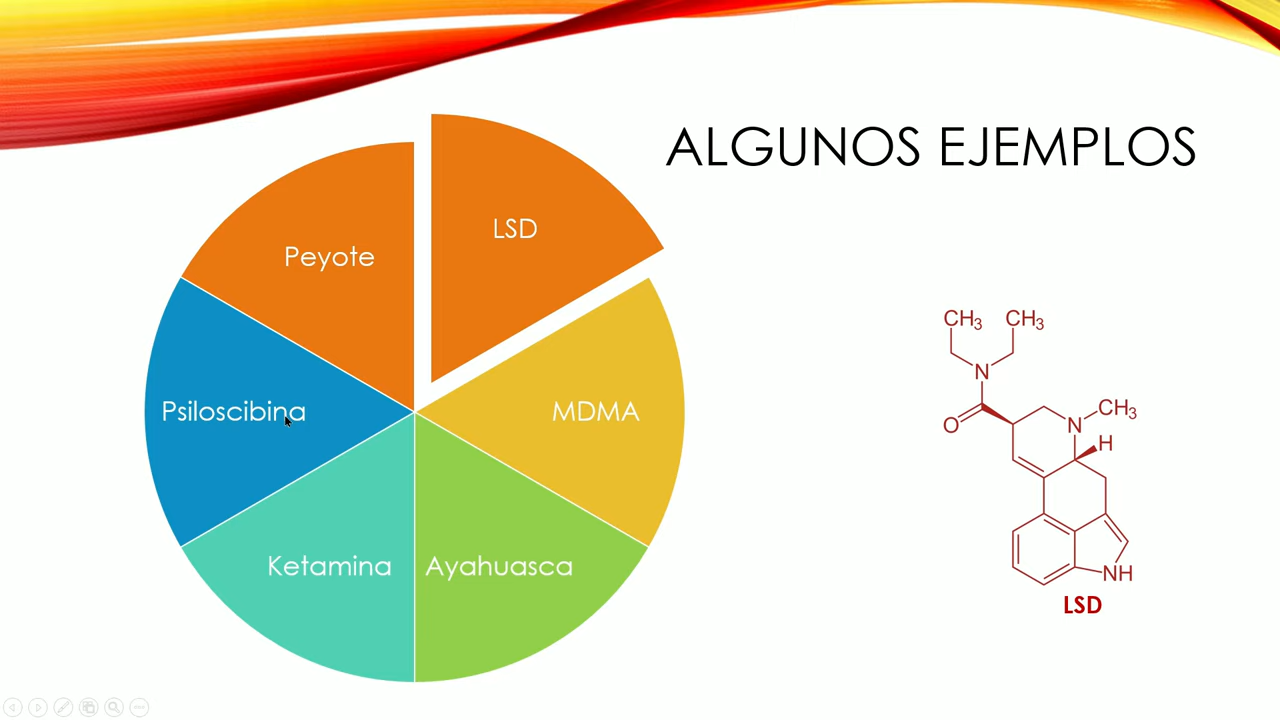 ALGUNOS EJEMPLOS
LSD
Peyote
MDMA
Psiloscibina
Ketamina
Ayahuasca
CH3
CH3
N
O
N
CH3
H
NH
LSD